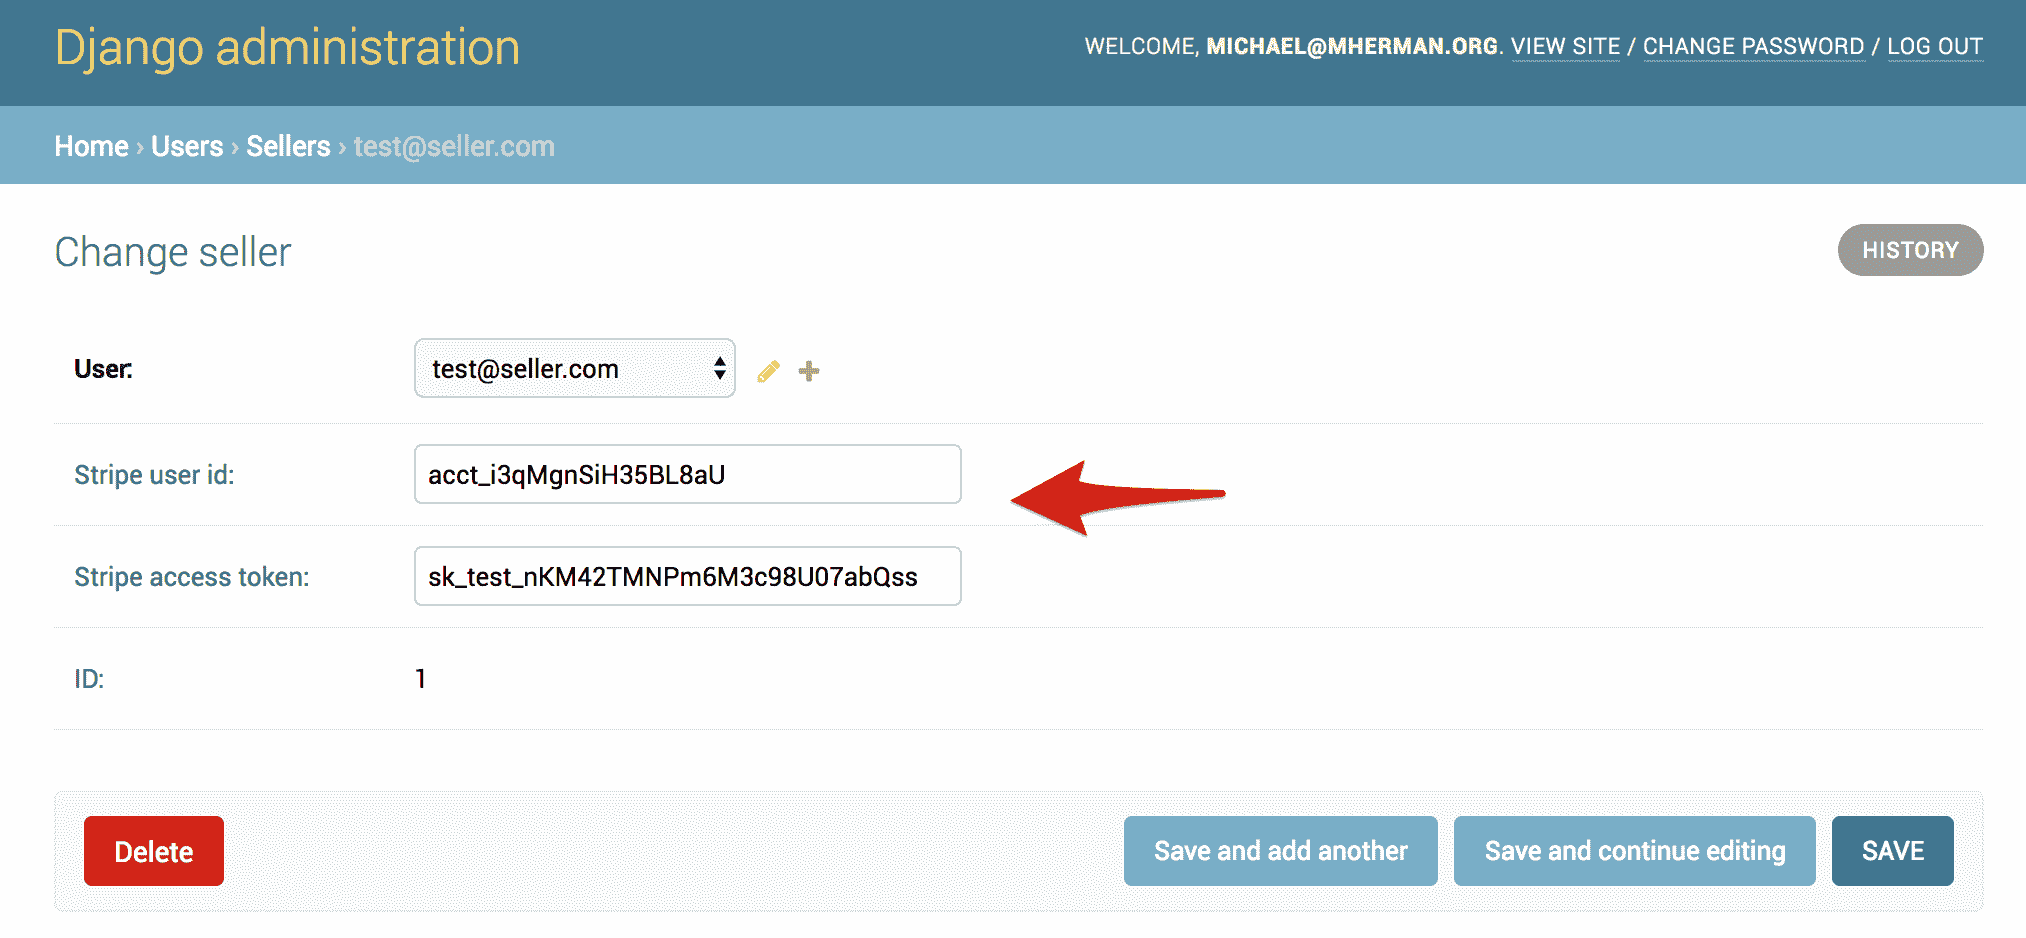 Django administration
WELCOME, MICHAEL@MHERMAN.ORG. VIEW SITE / CHANGE PASSWORD / LOG OUT
Home › Users › Sellers › test@seller.com
Change seller
HISTORY
User: test@seller.com
Stripe user id: acct_i3qMgnSiH35BL8aU
Stripe access token: sk_test_nKM42TMNPm6M3c98U07abQss
ID: 1
Delete Save and add another Save and continue editing SAVE